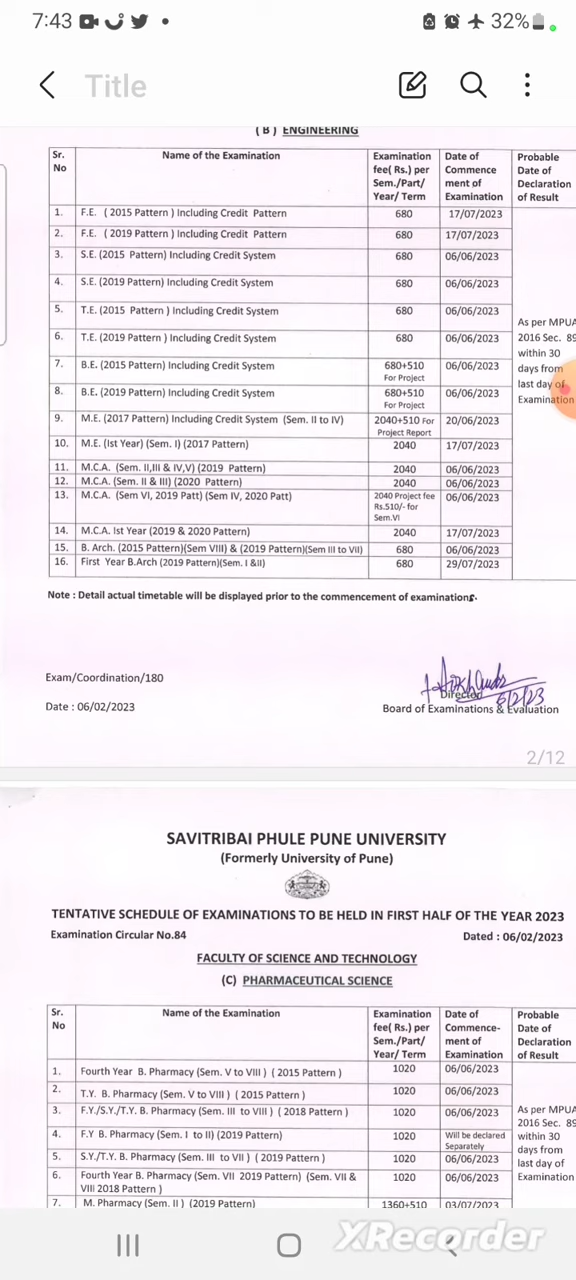 7:43
32%
Title
( B ) ENGINEERING
Sr. No Name of the Examination Examination fee( Rs.) per Sem./Part/ Year/ Term Date of Commence ment of Examination Probable Date of Declaration of Result
1. F.E. ( 2015 Pattern ) Including Credit Pattern 680 17/07/2023
2. F.E. ( 2019 Pattern ) Including Credit Pattern 680 17/07/2023
3. S.E. (2015 Pattern) Including Credit System 680 06/06/2023
4. S.E. (2019 Pattern) Including Credit System 680 06/06/2023
5. T.E. (2015 Pattern ) Including Credit System 680 06/06/2023
6. T.E. (2019 Pattern ) Including Credit System 680 06/06/2023
7. B.E. (2015 Pattern) Including Credit System 680+510 For Project 06/06/2023
8. B.E. (2019 Pattern) Including Credit System 680+510 For Project 06/06/2023
9. M.E. (2017 Pattern) Including Credit System (Sem. II to IV) 2040+510 For Project Report 20/06/2023
10. M.E. (Ist Year) (Sem. I) (2017 Pattern) 2040 17/07/2023
11. M.C.A. (Sem. II,III & IV,V) (2019 Pattern) 2040 06/06/2023
12. M.C.A. (Sem. II & III) (2020 Pattern) 2040 06/06/2023
13. M.C.A. (Sem VI, 2019 Patt) (Sem IV, 2020 Patt) 2040 Project fee Rs.510/- for Sem.VI 06/06/2023
14. M.C.A. Ist Year (2019 & 2020 Pattern) 2040 17/07/2023
15. B. Arch. (2015 Pattern)(Sem VIII) & (2019 Pattern)(Sem III to VII) 680 06/06/2023
16. First Year B.Arch (2019 Pattern)(Sem. I &II) 680 29/07/2023
As per MPUA
2016 Sec. 89
within 30
days from
last day of
Examination
Note : Detail actual timetable will be displayed prior to the commencement of examinations.
Exam/Coordination/180
Date : 06/02/2023
6/2/23
Director
Board of Examinations & Evaluation
2/12
SAVITRIBAI PHULE PUNE UNIVERSITY
(Formerly University of Pune)
TENTATIVE SCHEDULE OF EXAMINATIONS TO BE HELD IN FIRST HALF OF THE YEAR 2023
Examination Circular No.84 Dated : 06/02/2023
FACULTY OF SCIENCE AND TECHNOLOGY
(C) PHARMACEUTICAL SCIENCE
Sr. No Name of the Examination Examination fee( Rs.) per Sem./Part/ Year/ Term Date of Commence- ment of Examination Probable Date of Declaration of Result
1. Fourth Year B. Pharmacy (Sem. V to VIII ) ( 2015 Pattern ) 1020 06/06/2023
2. T.Y. B. Pharmacy (Sem. V to VIII ) ( 2015 Pattern ) 1020 06/06/2023
3. F.Y./S.Y./T.Y. B. Pharmacy (Sem. III to VIII ) ( 2018 Pattern ) 1020 06/06/2023
4. F.Y B. Pharmacy (Sem. I to II) (2019 Pattern) 1020 Will be declared Separately
5. S.Y./T.Y. B. Pharmacy (Sem. III to VII ) ( 2019 Pattern ) 1020 06/06/2023
6. Fourth Year B. Pharmacy (Sem. VII 2019 Pattern) (Sem. VII & VIII 2018 Pattern ) 1020 06/06/2023
7. M. Pharmacy (Sem. II ) (2019 Pattern) 1360+510 03/07/2023
As per MPUA
2016 Sec. 89
within 30
days from
last day of
Examination
XRecorder